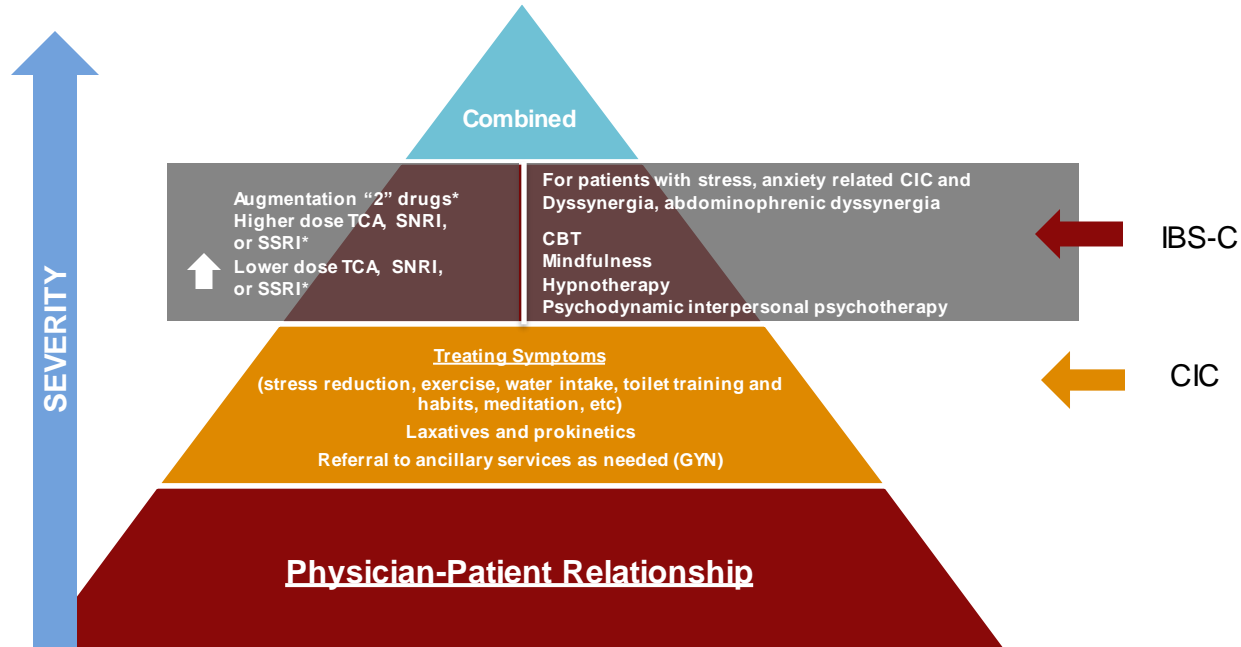 SEVERITY
Combined
Augmentation “2” drugs*
Higher dose TCA, SNRI,
or SSRI*
Lower dose TCA, SNRI,
or SSRI*
For patients with stress, anxiety related CIC and
Dyssynergia, abdominophrenic dyssynergia
CBT
Mindfulness
Hypnotherapy
Psychodynamic interpersonal psychotherapy
IBS-C
Treating Symptoms
(stress reduction, exercise, water intake, toilet training and
habits, meditation, etc)
Laxatives and prokinetics
Referral to ancillary services as needed (GYN)
CIC
Physician-Patient Relationship